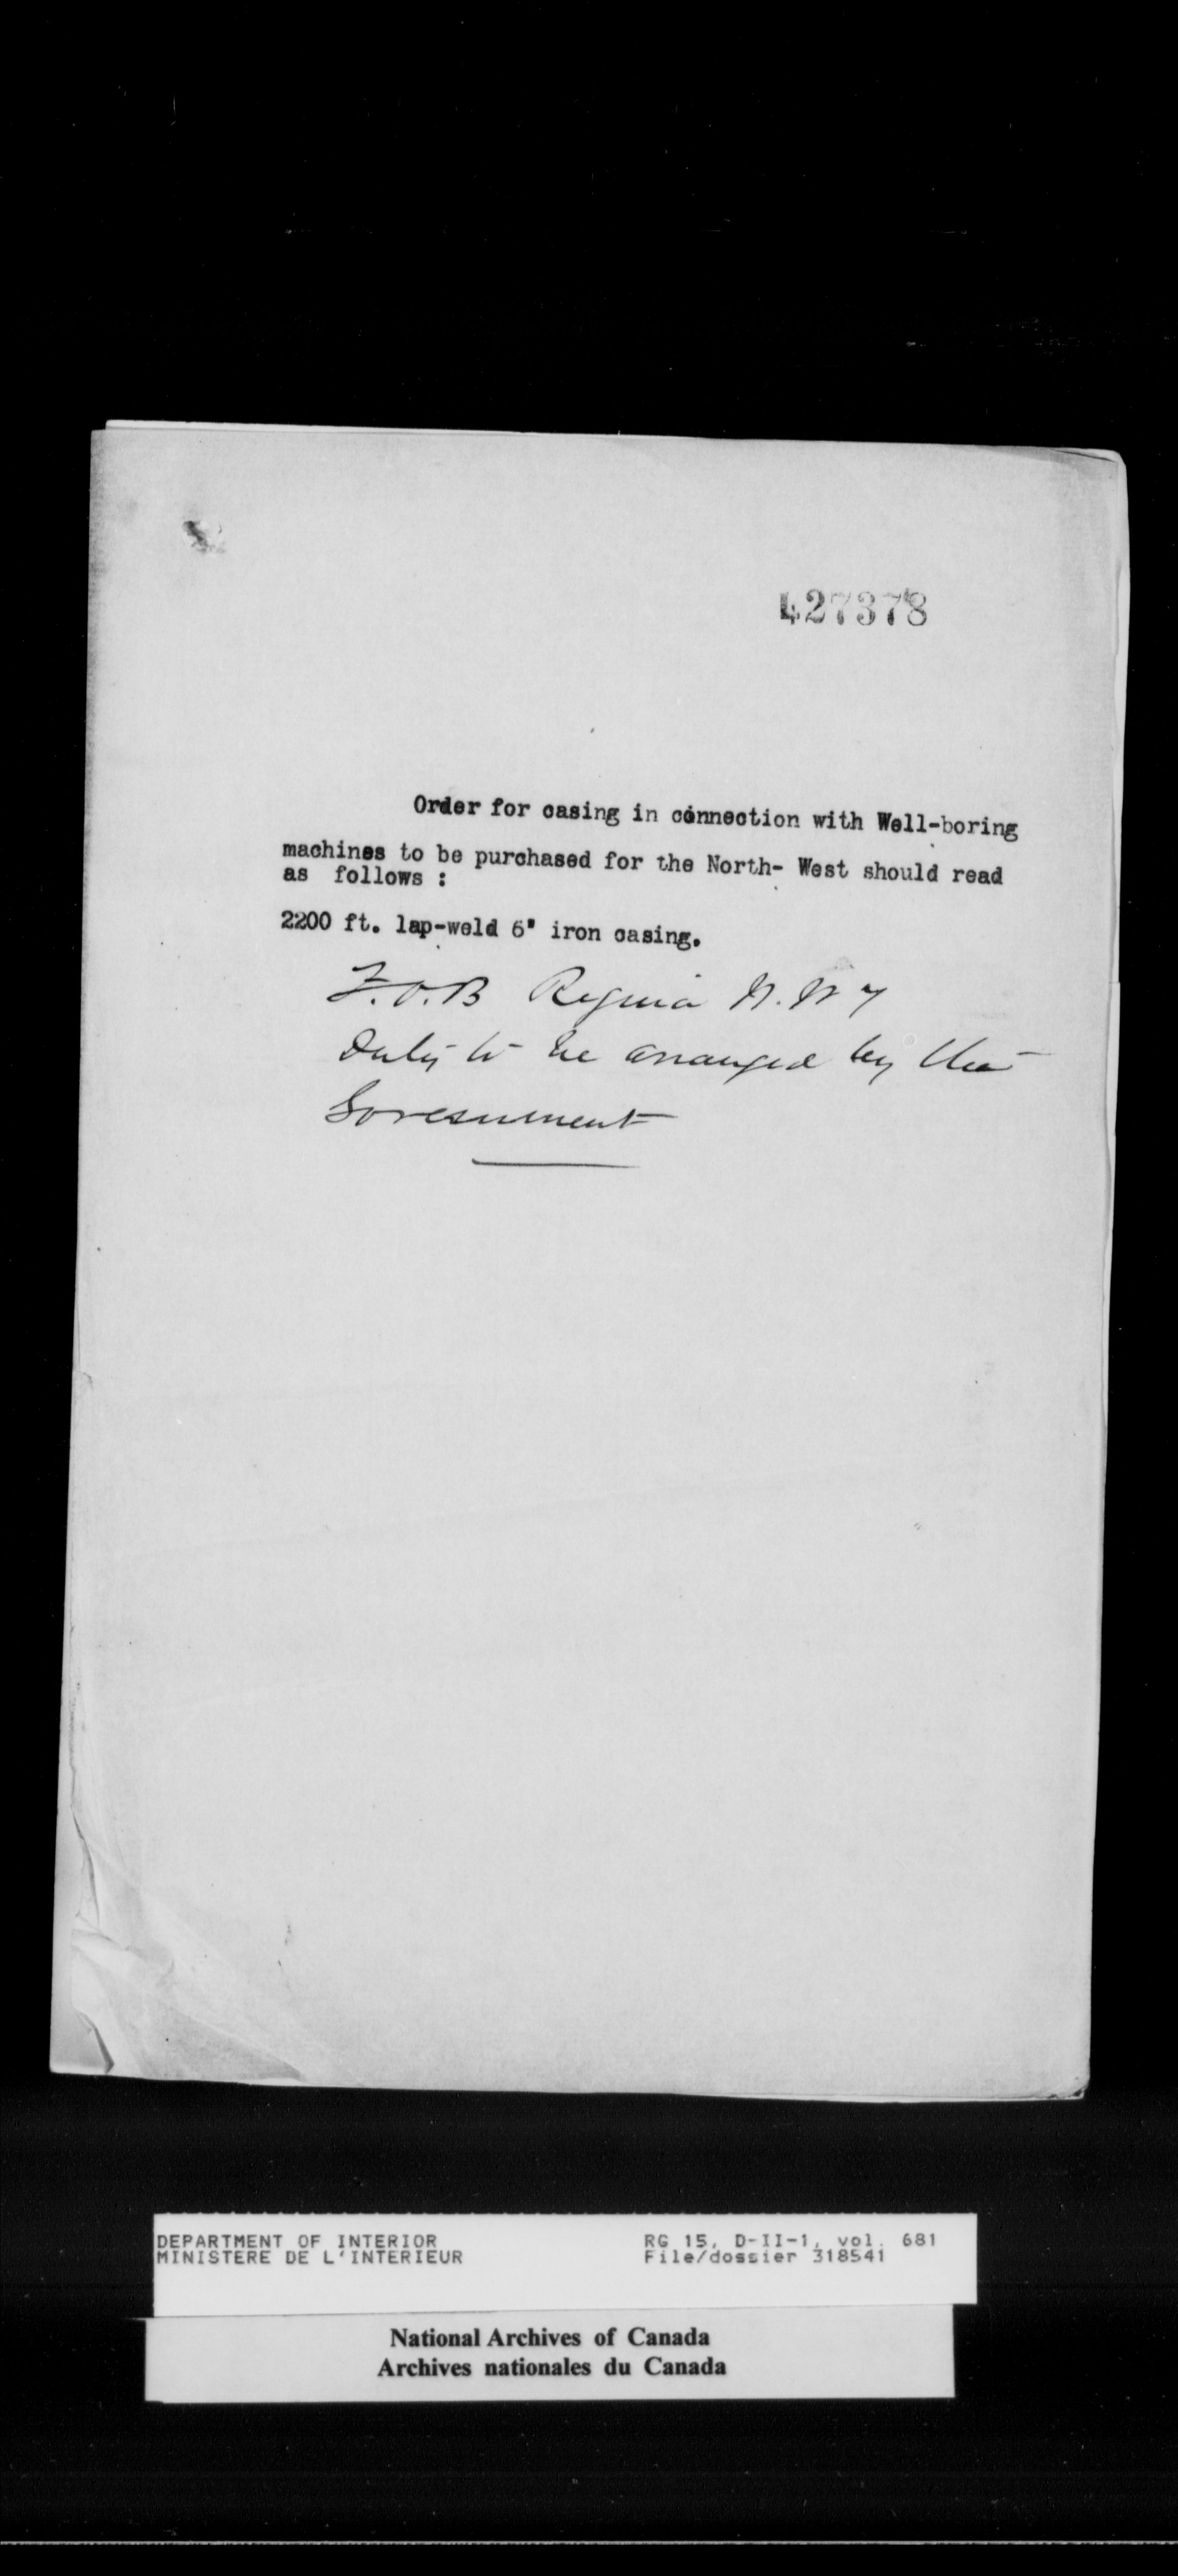 427378
Order for casing in connection with Well-boring
machines to be purchased for the North- West should read
as follows :
2200 ft. lap-weld 6" iron casing.
F.O.B Regina N.W T
Duty to be arranged by the
Government
DEPARTMENT OF INTERIOR
MINISTERE DE L'INTERIEUR
RG 15, D-II-1, vol. 681
File/dossier 318541
National Archives of Canada
Archives nationales du Canada